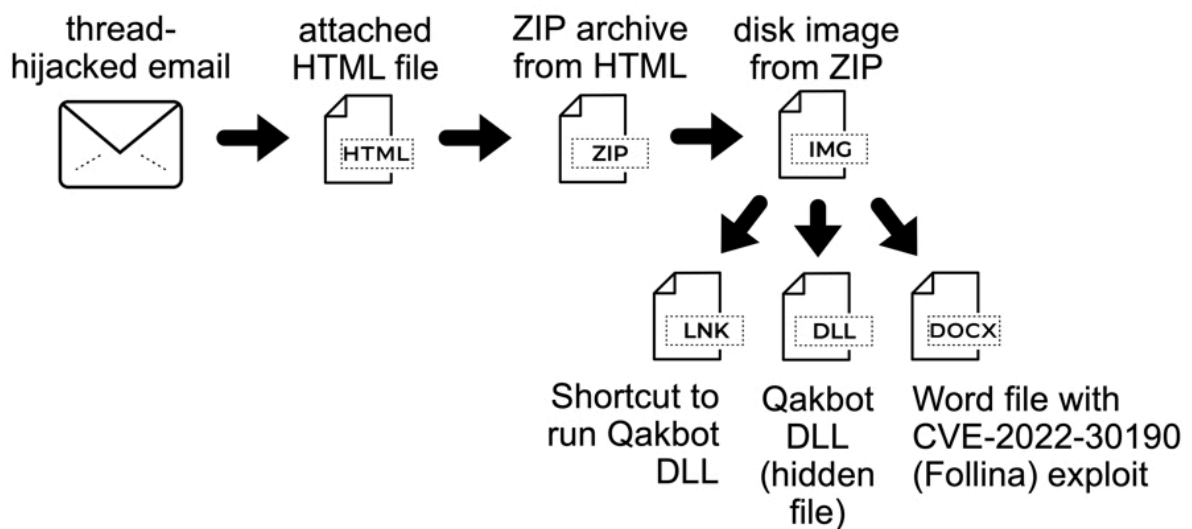 thread-
hijacked email
attached
HTML file
ZIP archive
from HTML
disk image
from ZIP
HTML
ZIP
IMG
LNK
DLL
DOCX
Shortcut to
run Qakbot
DLL
Qakbot
DLL
(hidden
file)
Word file with
CVE-2022-30190
(Follina) exploit